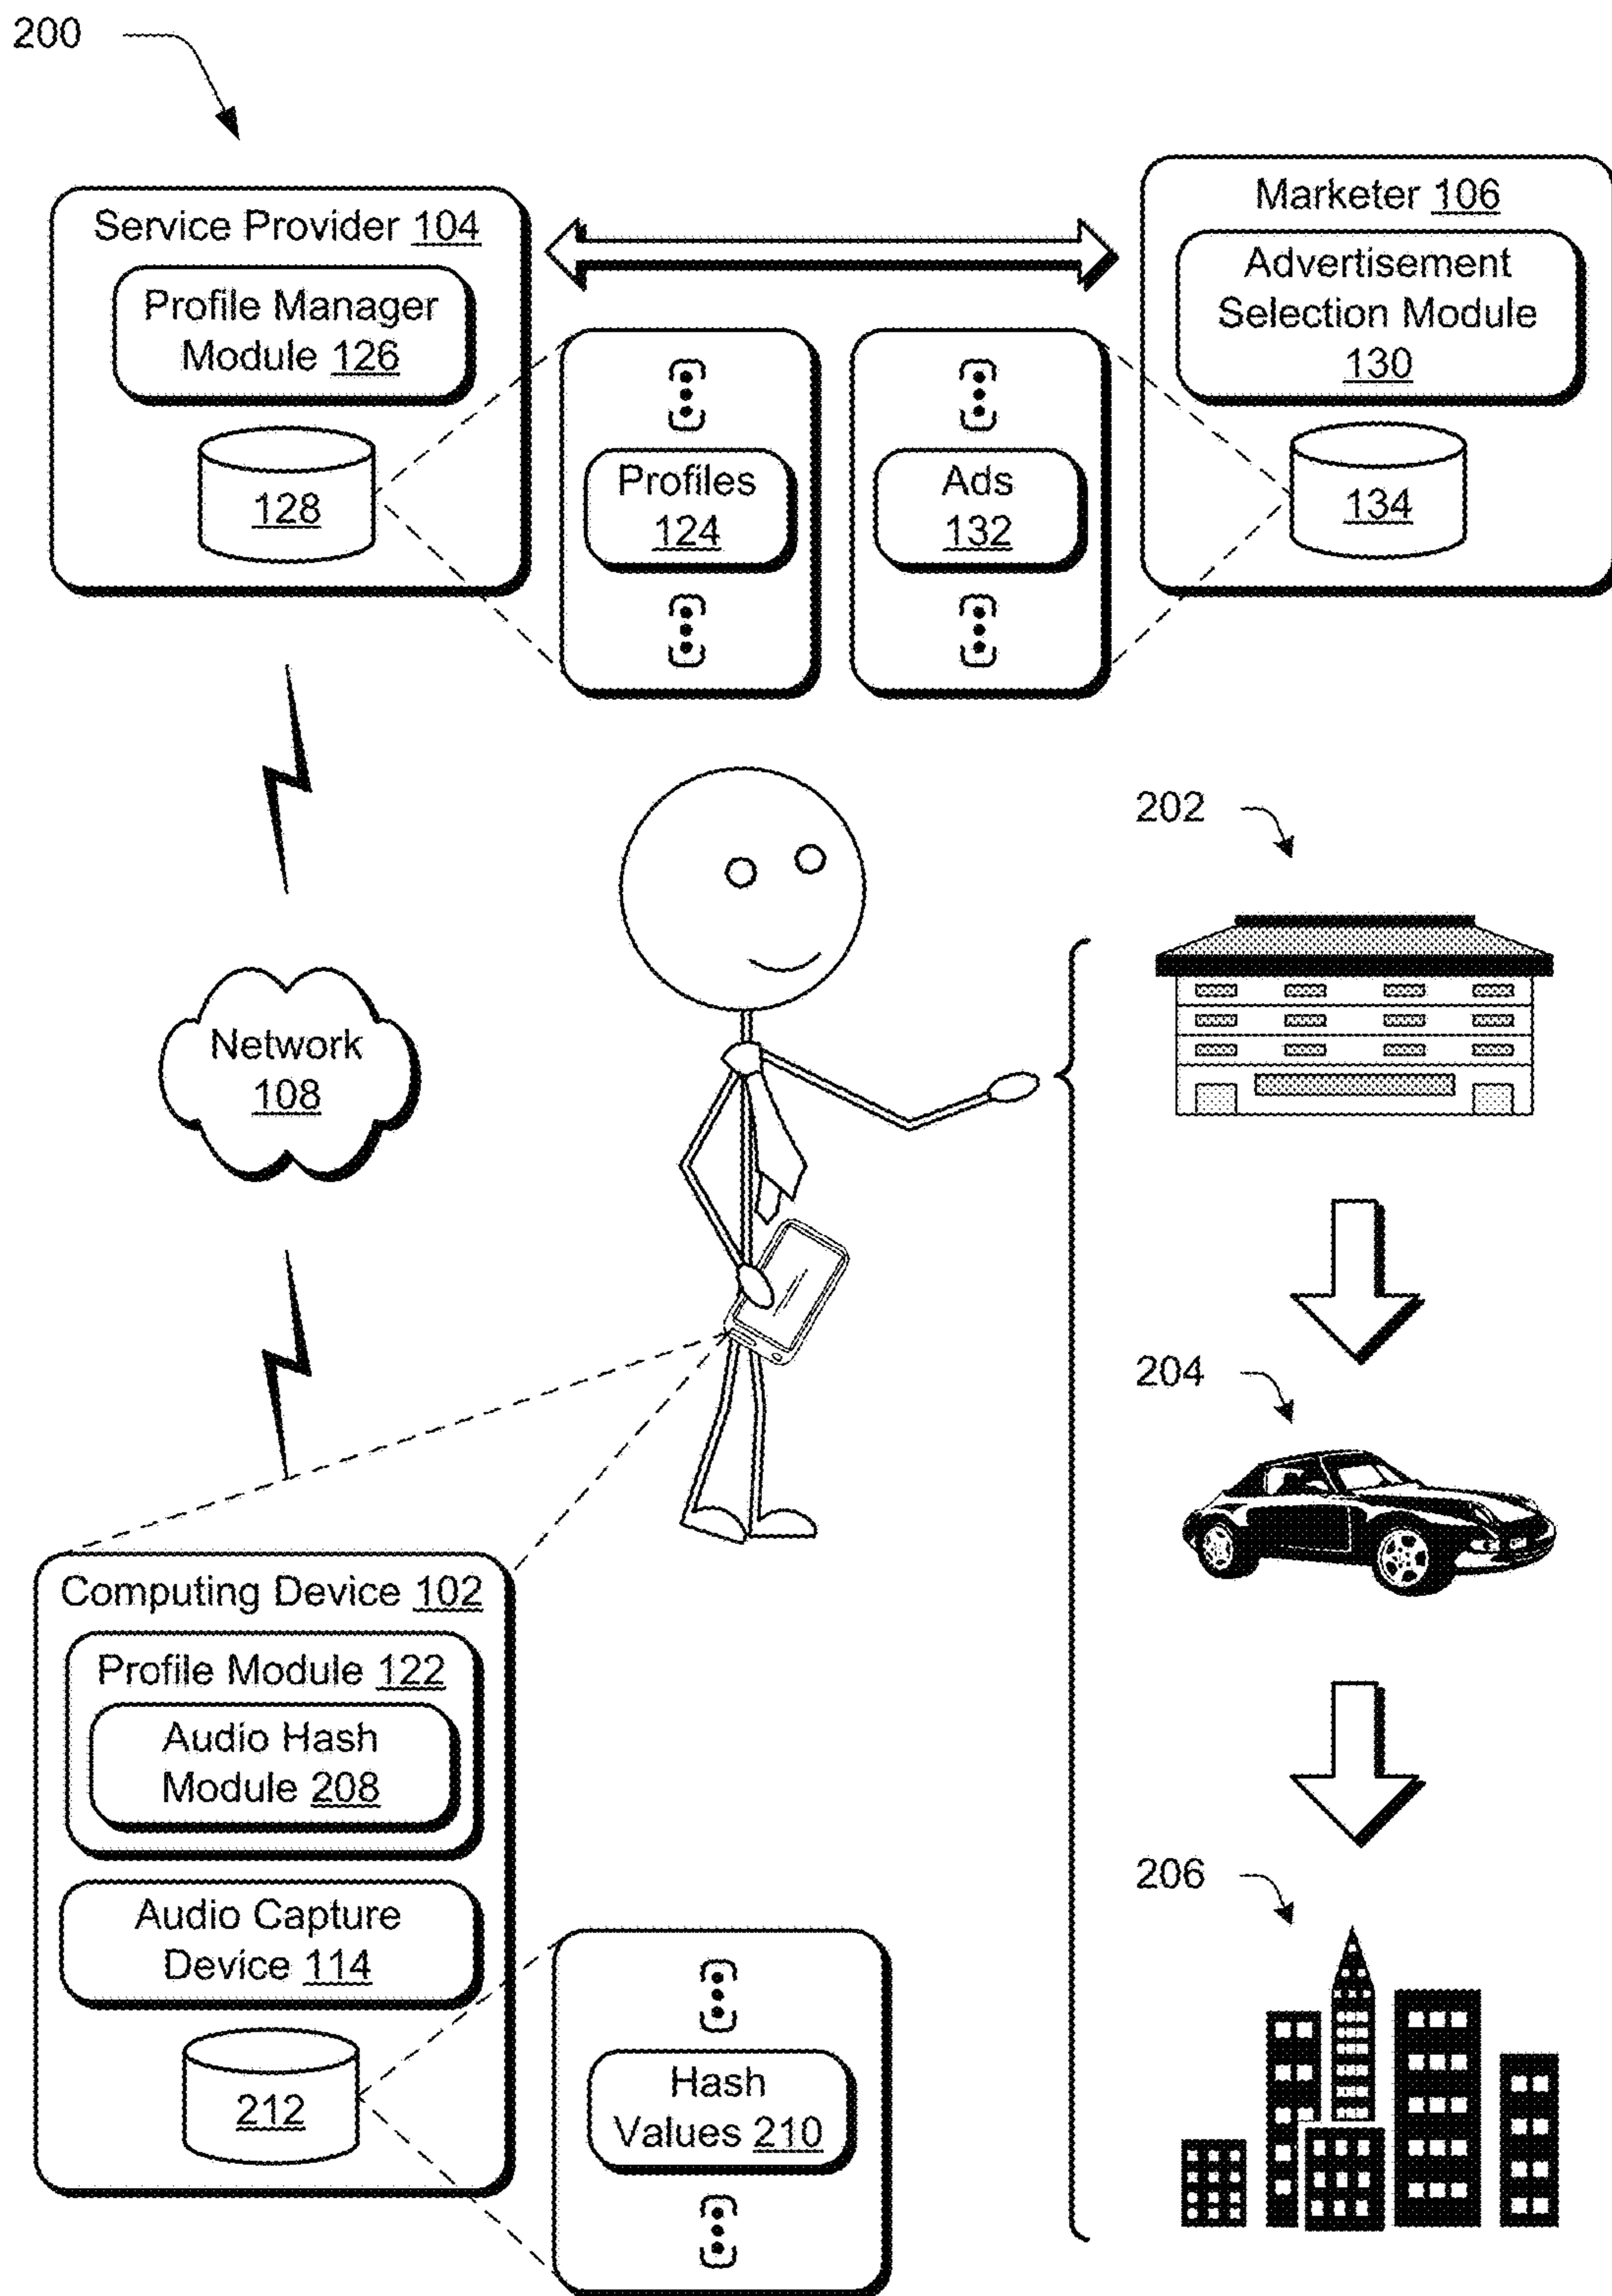 200
Service Provider 104
Profile Manager
Module 126
128
Marketer 106
Advertisement
Selection Module
130
134
Profiles
124
Ads
132
Network
108
202
204
206
Computing Device 102
Profile Module 122
Audio Hash
Module 208
Audio Capture
Device 114
212
Hash
Values 210